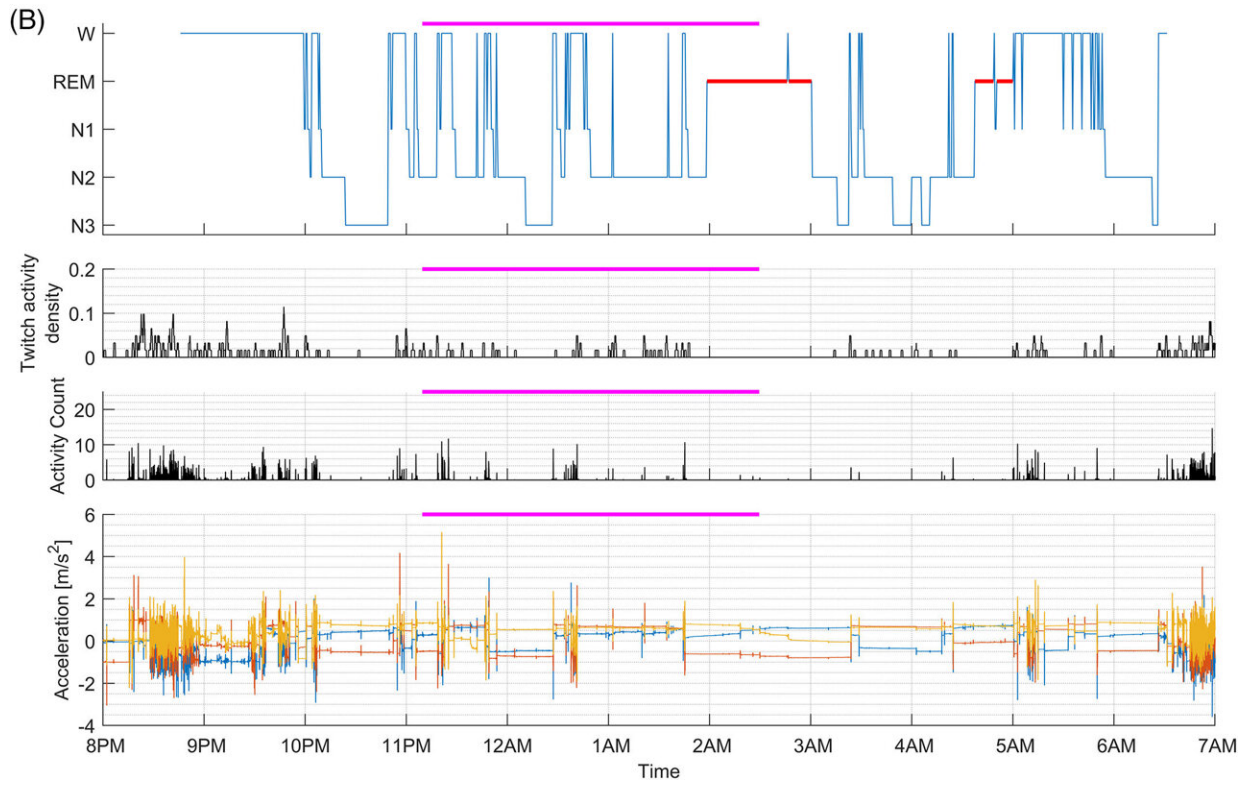 (B)
W
REM
N1
N2
N3
Twitch activity
density
0.2
0.1
0
Activity Count
20
10
0
Acceleration [m/s²]
6
4
2
0
-2
-4
8PM 9PM 10PM 11PM 12AM 1AM 2AM 3AM 4AM 5AM 6AM 7AM
Time